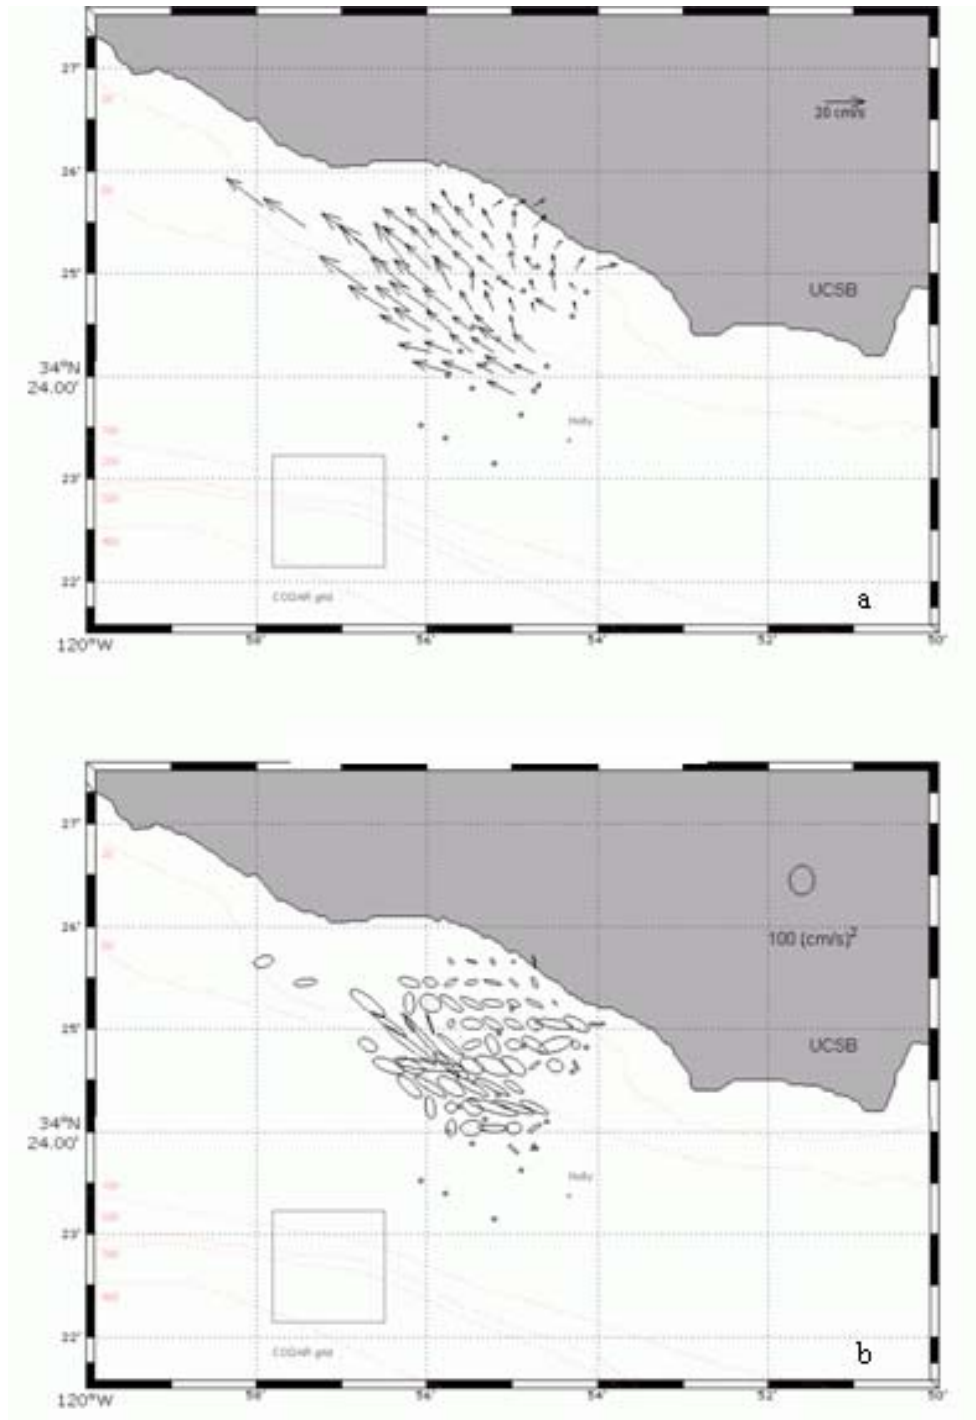 27'
20 cm/s
26'
25'
UCSB
34°N
24.00'
Holly
23'
22'
CODAR grid
a
120°W
58'
56'
54'
52'
50'
27'
100 (cm/s)²
26'
25'
UCSB
34°N
24.00'
Holly
23'
22'
CODAR grid
b
120°W
58'
56'
54'
52'
50'